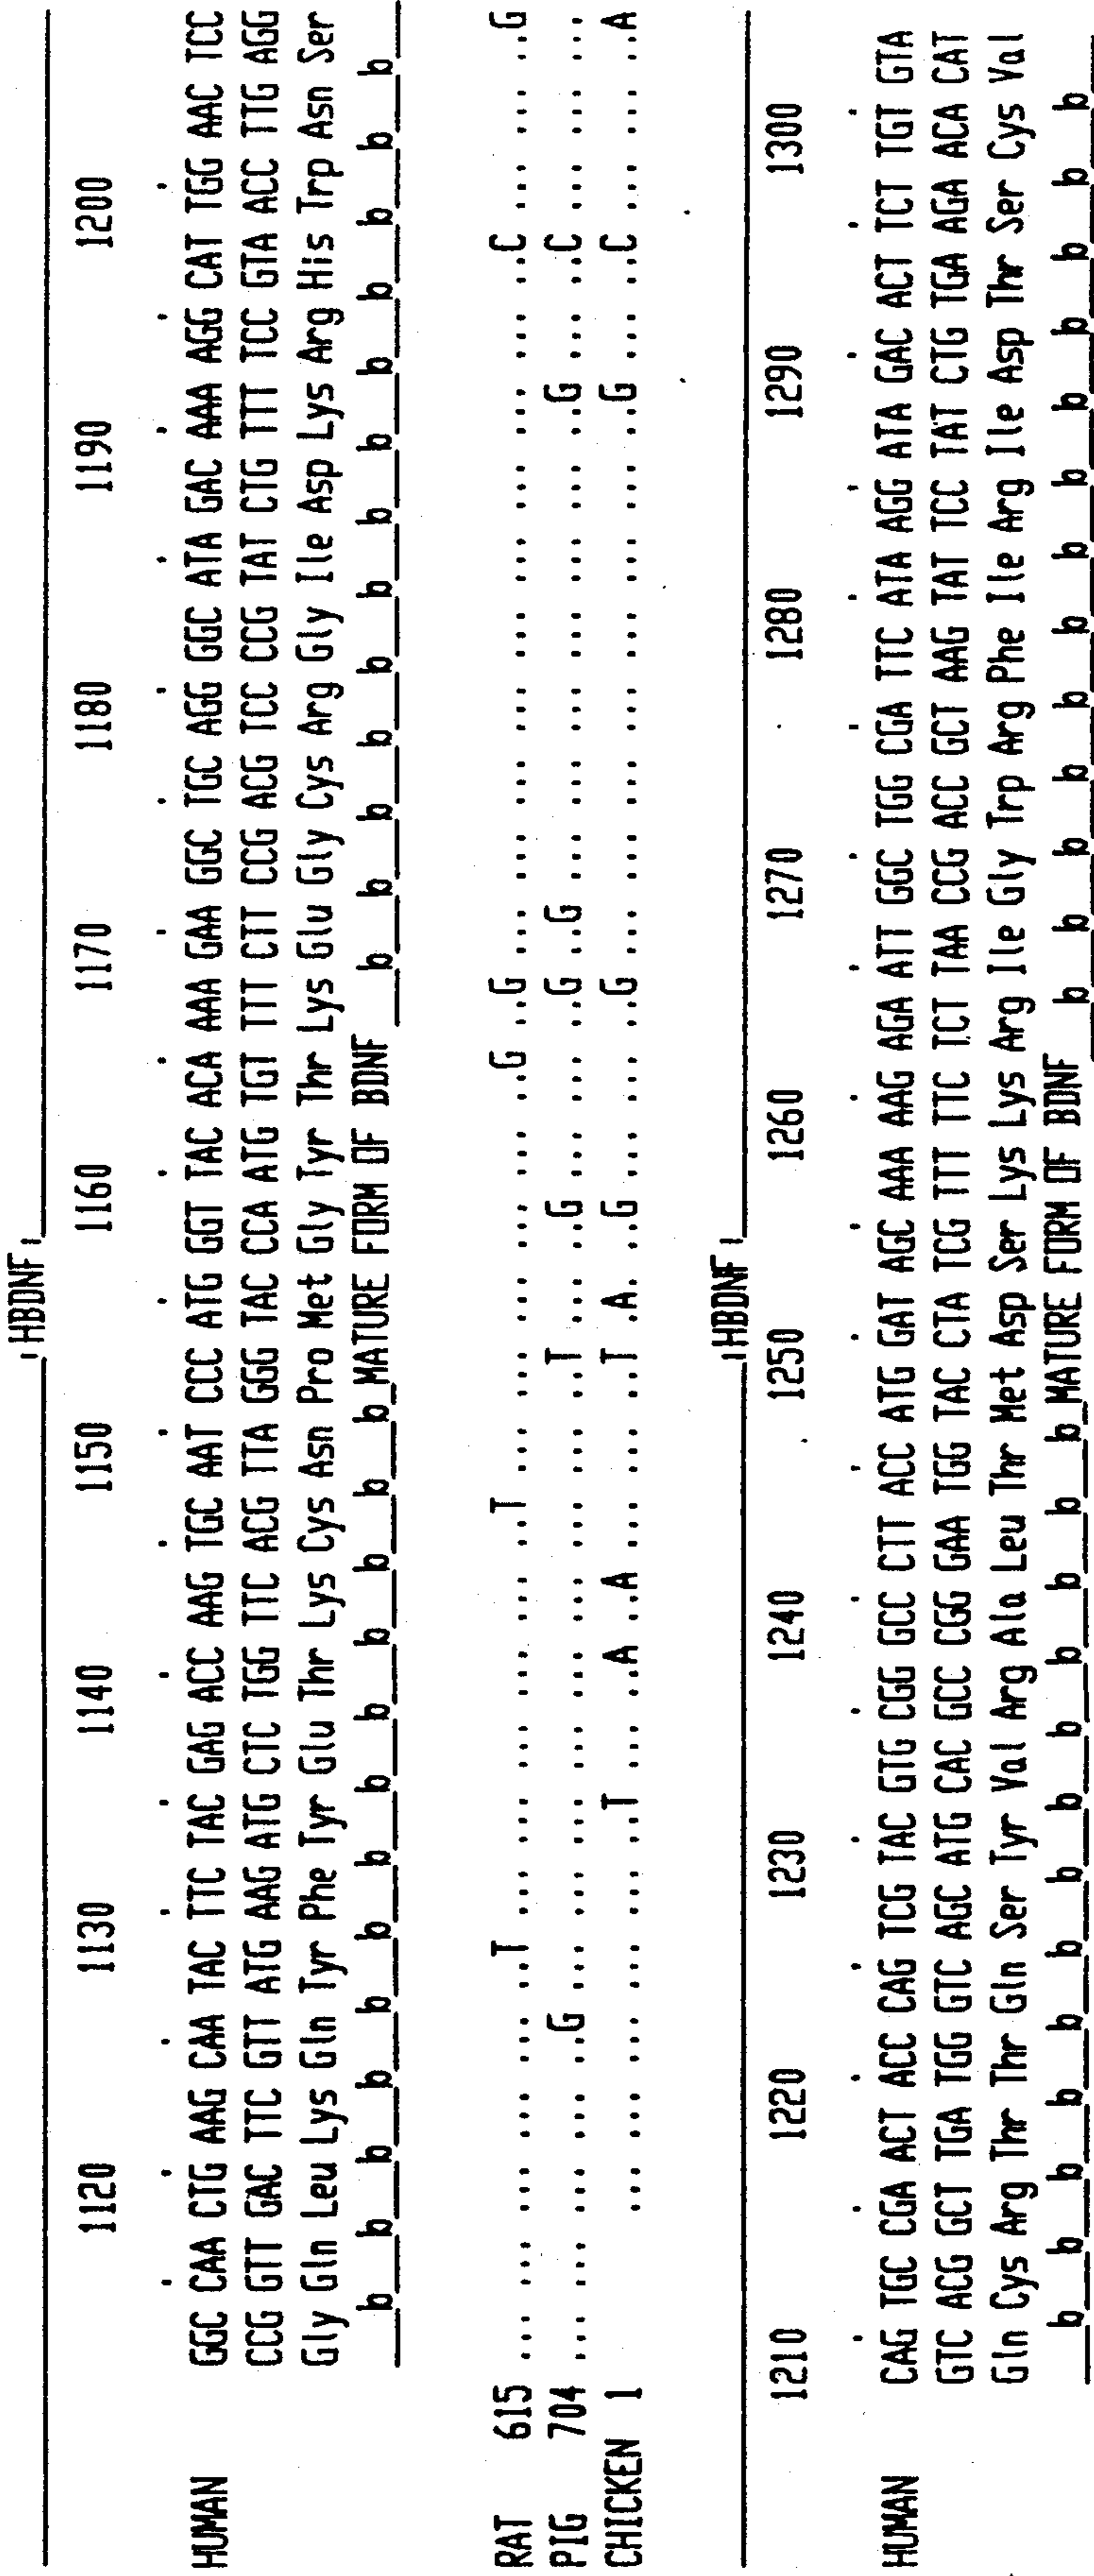 HBDNF
1120 1130 1140 1150 1160 1170 1180 1190 1200
HUMAN GGC CAA CTG AAG CAA TAC TTC TAC GAG ACC AAG TGC AAT CCC ATG GGT TAC ACA AAA GAA GGC TGC AGG GGC ATA GAC AAA AGG CAT TGG AAC TCC
CCG GTT GAC TTC GTT ATG AAG ATG CTC TGG TTC ACG TTA GGG TAC CCA ATG TGT TTT CTT CCG ACG TCC CCG TAT CTG TTT TCC GTA ACC TTG AGG
Gly Gln Leu Lys Gln Tyr Phe Tyr Glu Thr Lys Cys Asn Pro Met Gly Tyr Thr Lys Glu Gly Cys Arg Gly Ile Asp Lys Arg His Trp Asn Ser
b b b b b b b b b b b b b MATURE FORM OF BDNF b b b b b b b b b b b b
RAT 615 ... ... ... ... ... ..T ... ... ... ... ... ..T ... ... ... ... ... ..G ..G ... ... ... ... ... ... ... ... ... ..C ... ... ..G
PIG 704 ... ... ... ... ..G ... ... ... ... ... ... ... ... ..T ... ..G ... ... ..G ..G ... ... ... ... ... ... ..G ... ..C ... ... ...
CHICKEN 1 ... ... ... ... ... ..T ... ..A ..A ... ... ..T .A. ..G ... ... ..G ... ... ... ... ... ... ... ..G ... ..C ... ... ..A
HBDNF
1210 1220 1230 1240 1250 1260 1270 1280 1290 1300
HUMAN CAG TGC CGA ACT ACC CAG TCG TAC GTG CGG GCC CTT ACC ATG GAT AGC AAA AAG AGA ATT GGC TGG CGA TTC ATA AGG ATA GAC ACT TCT TGT GTA
GTC ACG GCT TGA TGG GTC AGC ATG CAC GCC CGG GAA TGG TAC CTA TCG TTT TTC TCT TAA CCG ACC GCT AAG TAT TCC TAT CTG TGA AGA ACA CAT
Gln Cys Arg Thr Thr Gln Ser Tyr Val Arg Ala Leu Thr Met Asp Ser Lys Lys Arg Ile Gly Trp Arg Phe Ile Arg Ile Asp Thr Ser Cys Val
b b b b b b b b b b b b MATURE FORM OF BDNF b b b b b b b b b b b b b